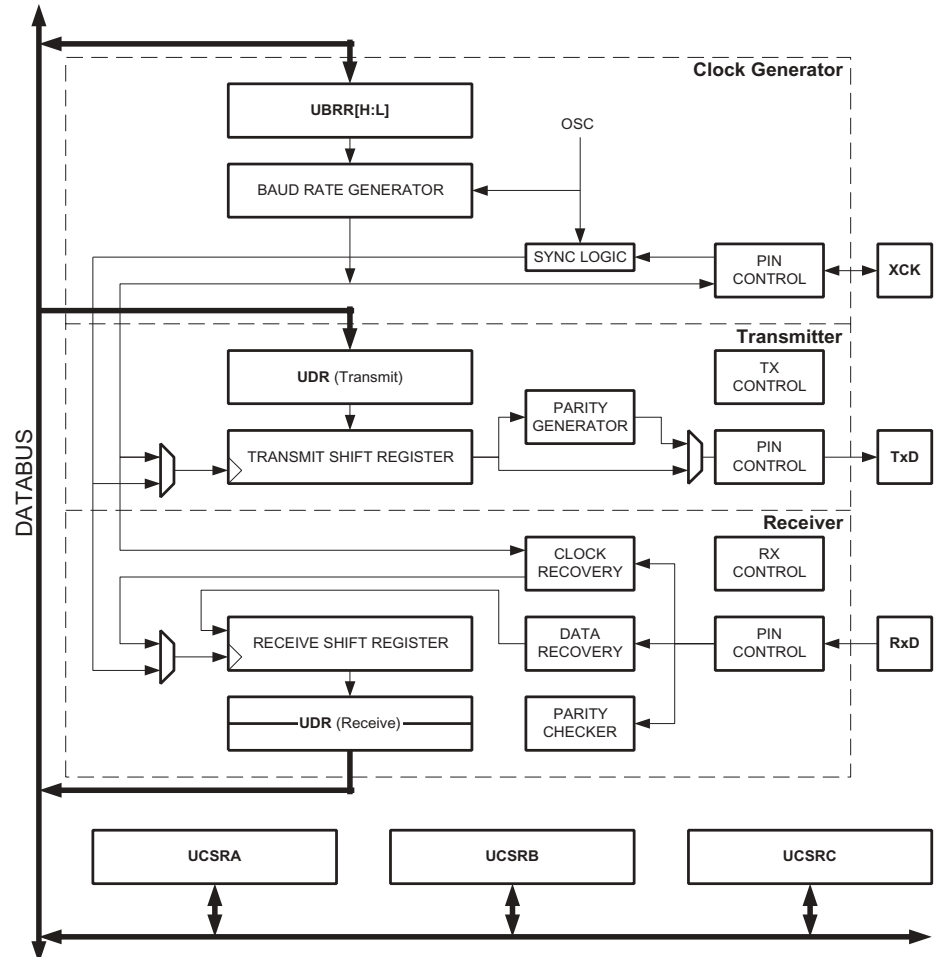 Clock Generator
UBRR[H:L]
OSC
BAUD RATE GENERATOR
SYNC LOGIC
PIN
CONTROL
XCK
Transmitter
UDR (Transmit)
TX
CONTROL
PARITY
GENERATOR
TRANSMIT SHIFT REGISTER
PIN
CONTROL
TxD
DATABUS
Receiver
CLOCK
RECOVERY
RX
CONTROL
RECEIVE SHIFT REGISTER
DATA
RECOVERY
PIN
CONTROL
RxD
UDR (Receive)
PARITY
CHECKER
UCSRA
UCSRB
UCSRC